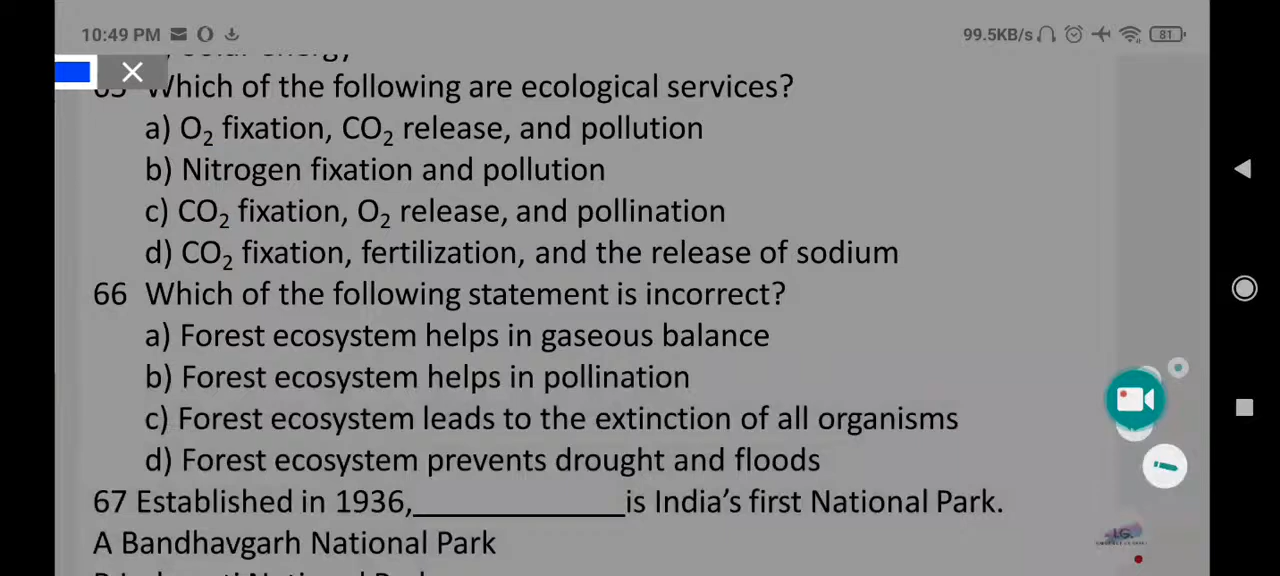 10:49 PM
99.5KB/s
81
Which of the following are ecological services?
a) O₂ fixation, CO₂ release, and pollution
b) Nitrogen fixation and pollution
c) CO₂ fixation, O₂ release, and pollination
d) CO₂ fixation, fertilization, and the release of sodium
66 Which of the following statement is incorrect?
a) Forest ecosystem helps in gaseous balance
b) Forest ecosystem helps in pollination
c) Forest ecosystem leads to the extinction of all organisms
d) Forest ecosystem prevents drought and floods
67 Established in 1936,_____________is India's first National Park.
A Bandhavgarh National Park